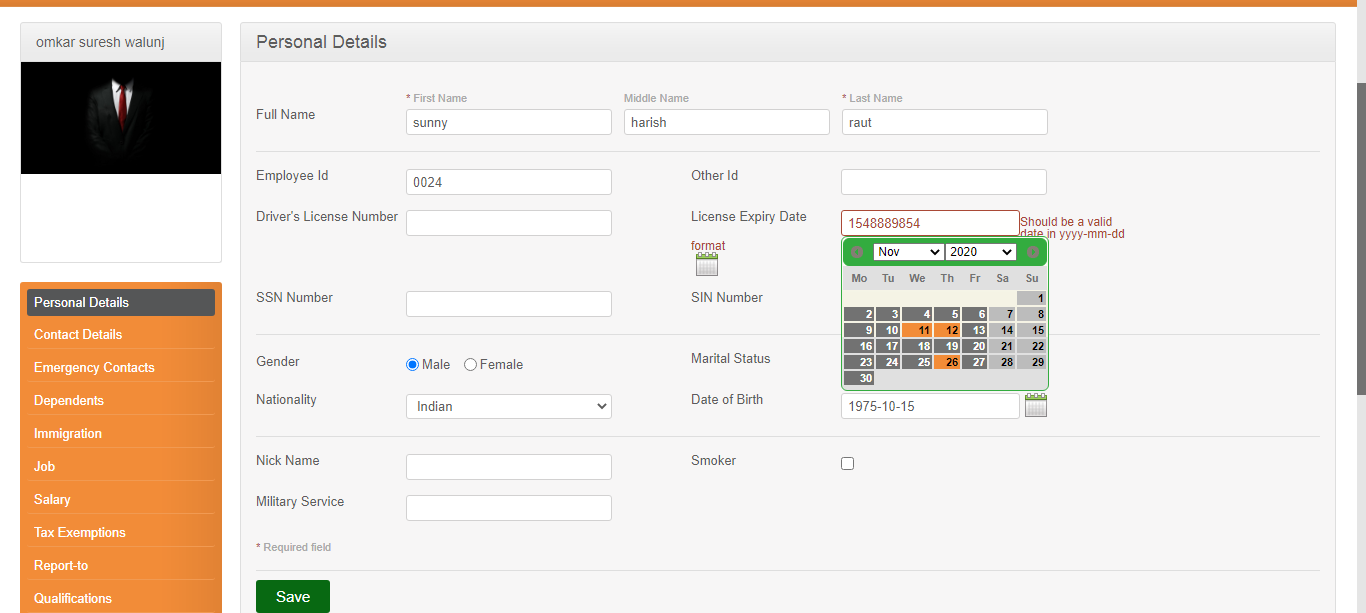 omkar suresh walunj
Personal Details
Contact Details
Emergency Contacts
Dependents
Immigration
Job
Salary
Tax Exemptions
Report-to
Qualifications
Personal Details
* First Name Middle Name * Last Name
Full Name sunny harish raut
Employee Id 0024 Other Id
Driver's License Number License Expiry Date 1548889854 Should be a valid
date in yyyy-mm-dd
format
Nov 2020
Mo Tu We Th Fr Sa Su
1
2 3 4 5 6 7 8
9 10 11 12 13 14 15
16 17 18 19 20 21 22
23 24 25 26 27 28 29
30
SSN Number SIN Number
Gender Male Female Marital Status
Nationality Indian Date of Birth 1975-10-15
Nick Name Smoker
Military Service
* Required field
Save